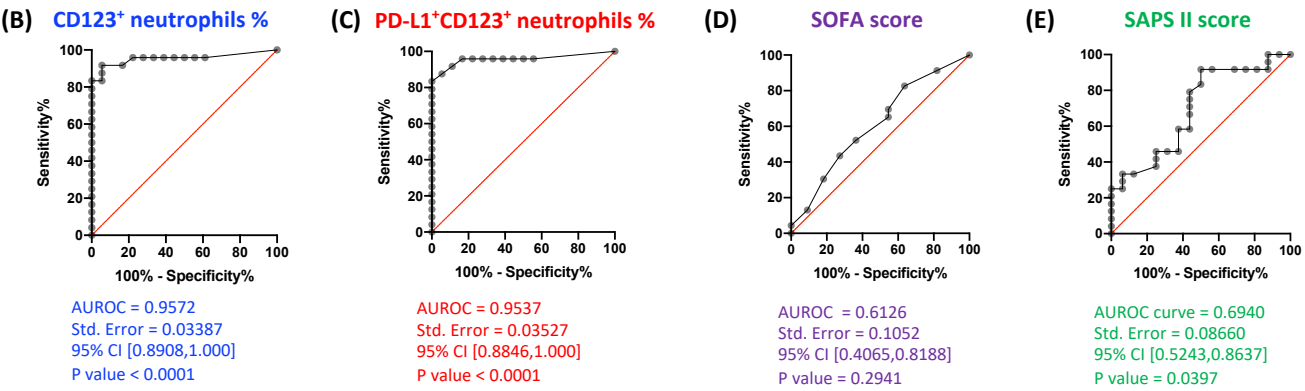 (B) CD123⁺ neutrophils %
100
80
60
40
20
0
Sensitivity%
0 20 40 60 80 100
100% - Specificity%
AUROC = 0.9572
Std. Error = 0.03387
95% CI [0.8908,1.000]
P value < 0.0001
(C) PD-L1⁺CD123⁺ neutrophils %
100
80
60
40
20
0
Sensitivity%
0 20 40 60 80 100
100% - Specificity%
AUROC = 0.9537
Std. Error = 0.03527
95% CI [0.8846,1.000]
P value < 0.0001
(D) SOFA score
100
80
60
40
20
0
Sensitivity%
0 20 40 60 80 100
100% - Specificity%
AUROC = 0.6126
Std. Error = 0.1052
95% CI [0.4065,0.8188]
P value = 0.2941
(E) SAPS II score
100
80
60
40
20
0
Sensitivity%
0 20 40 60 80 100
100% - Specificity%
AUROC curve = 0.6940
Std. Error = 0.08660
95% CI [0.5243,0.8637]
P value = 0.0397